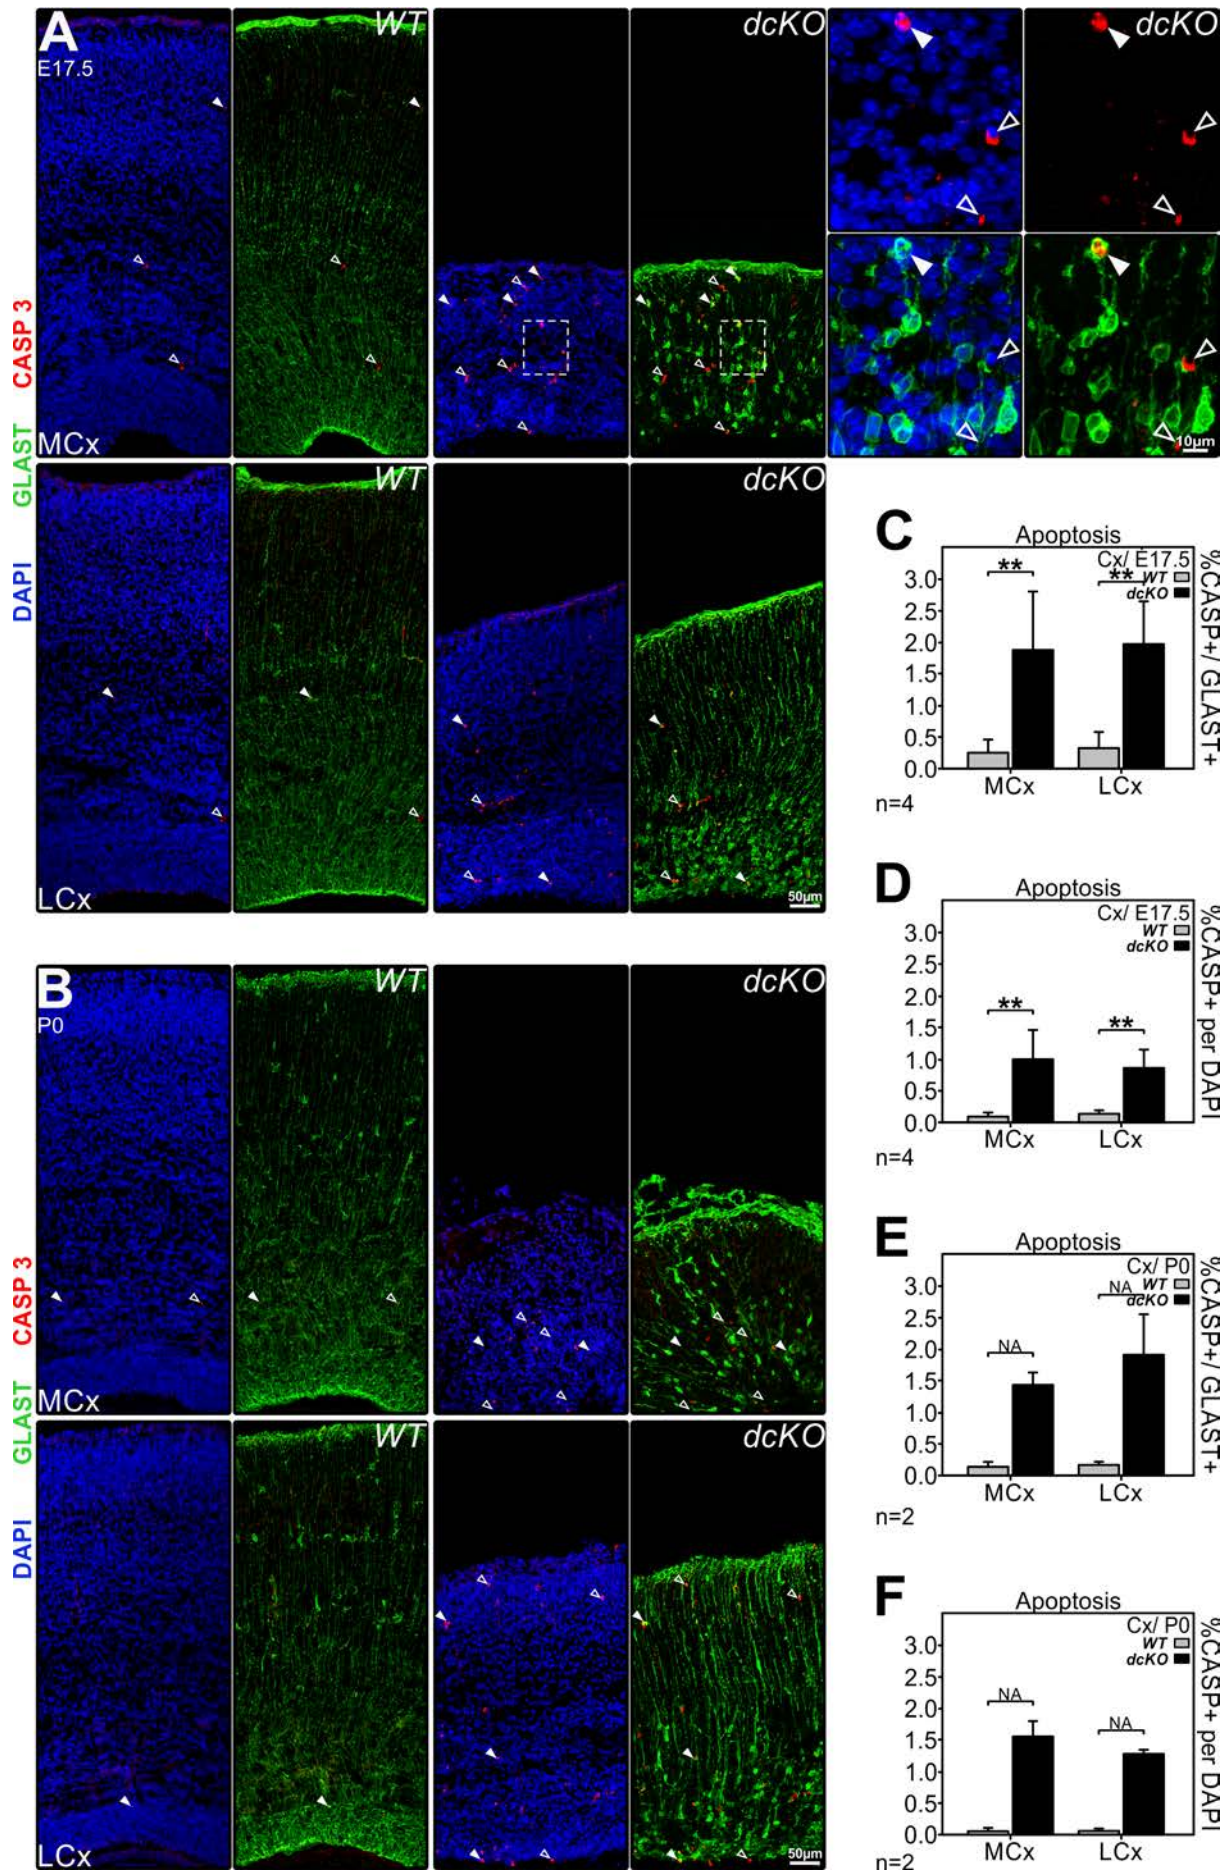 A
E17.5
WT
dcKO
dcKO
MCx
10µm
DAPI GLAST CASP 3
WT
dcKO
LCx
50µm
B
P0
WT
dcKO
MCx
DAPI GLAST CASP 3
WT
dcKO
LCx
50µm
C
Apoptosis
Cx/ E17.5
WT
dcKO
** **
3.0
2.5
2.0
1.5
1.0
0.5
0.0
MCx LCx
%CASP+/ GLAST+
n=4
D
Apoptosis
Cx/ E17.5
WT
dcKO
** **
3.0
2.5
2.0
1.5
1.0
0.5
0.0
MCx LCx
%CASP+ per DAPI
n=4
E
Apoptosis
Cx/ P0
WT
dcKO
NA NA
3.0
2.5
2.0
1.5
1.0
0.5
0.0
MCx LCx
%CASP+/ GLAST+
n=2
F
Apoptosis
Cx/ P0
WT
dcKO
NA NA
3.0
2.5
2.0
1.5
1.0
0.5
0.0
MCx LCx
%CASP+ per DAPI
n=2